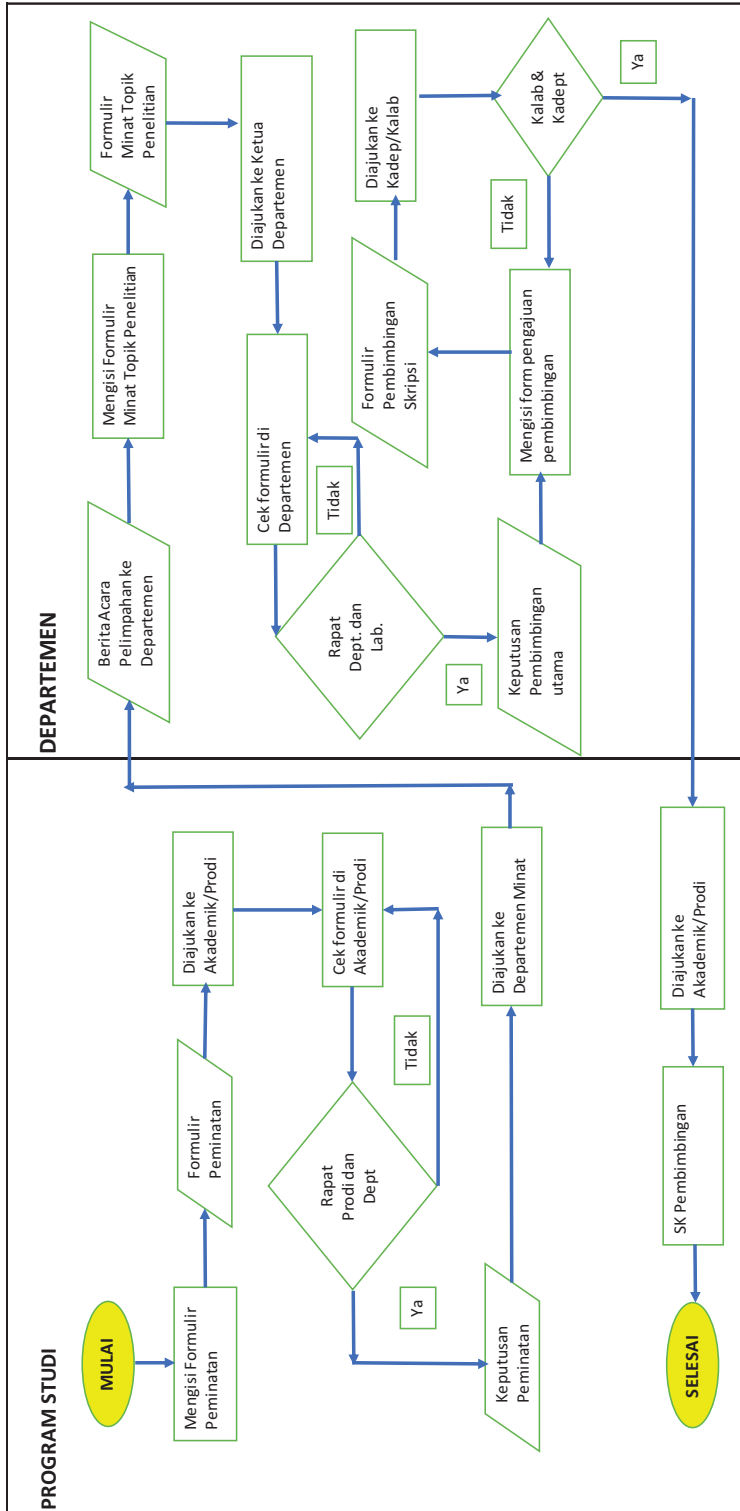 PROGRAM STUDI
MULAI
Mengisi Formulir
Peminatan
Formulir
Peminatan
Diajukan ke
Akademik/Prodi
Cek formulir di
Akademik/Prodi
Rapat
Prodi dan
Dept
Tidak
Ya
Keputusan
Peminatan
Diajukan ke
Departemen Minat
DEPARTEMEN
Berita Acara
Pelimpahan ke
Departemen
Mengisi Formulir
Minat Topik Penelitian
Formulir
Minat Topik
Penelitian
Diajukan ke Ketua
Departemen
Cek formulir di
Departemen
Rapat
Dept. dan
Lab.
Tidak
Ya
Keputusan
Pembimbingan
utama
Mengisi form pengajuan
pembimbingan
Formulir
Pembimbingan
Skripsi
Diajukan ke
Kadep/Kalab
Kalab &
Kadept
Tidak
Ya
Diajukan ke
Akademik/Prodi
SK Pembimbingan
SELESAI